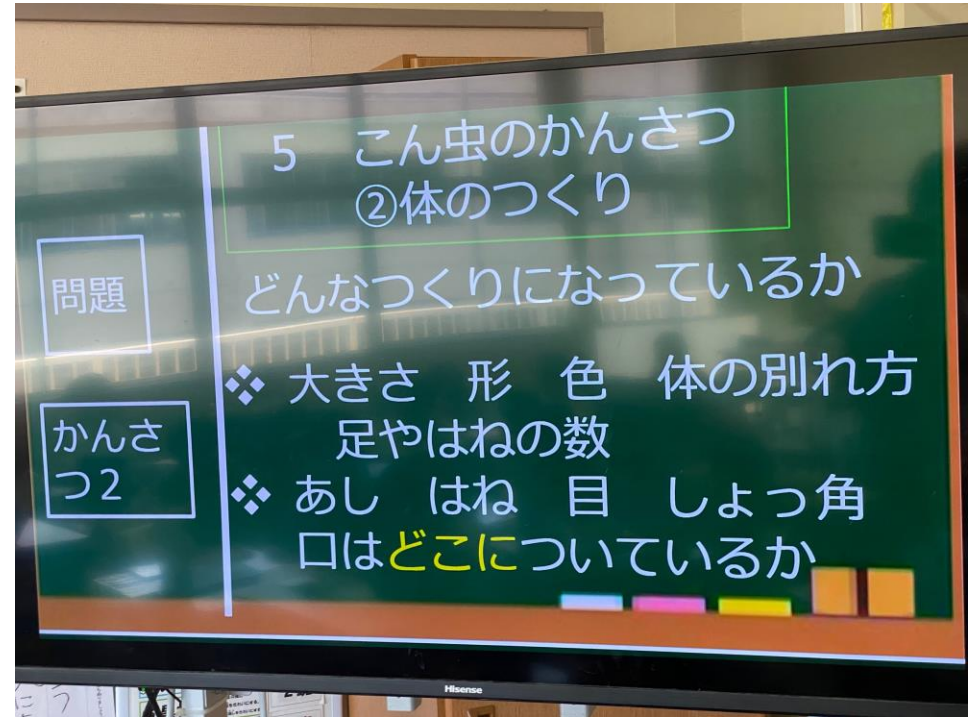 5 こん虫のかんさつ
②体のつくり
問題
どんなつくりになっているか
❖ 大きさ 形 色 体の別れ方
足やはねの数
かんさ
つ2
❖ あし はね 目 しょっ角
口はどこについているか
Hisense